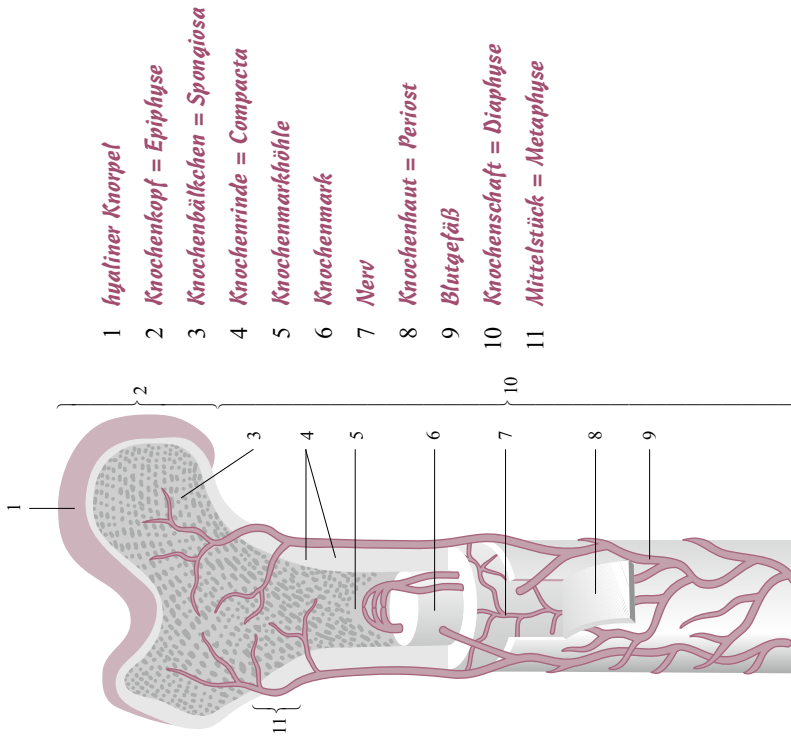 1 hyaliner Knorpel
2 Knochenkopf = Epiphyse
3 Knochenbälkchen = Spongiosa
4 Knochenrinde = Compacta
5 Knochenmarkhöhle
6 Knochenmark
7 Nerv
8 Knochenhaut = Periost
9 Blutgefäß
10 Knochenschaft = Diaphyse
11 Mittelstück = Metaphyse
1
2
3
4
5
6
7
8
9
10
11